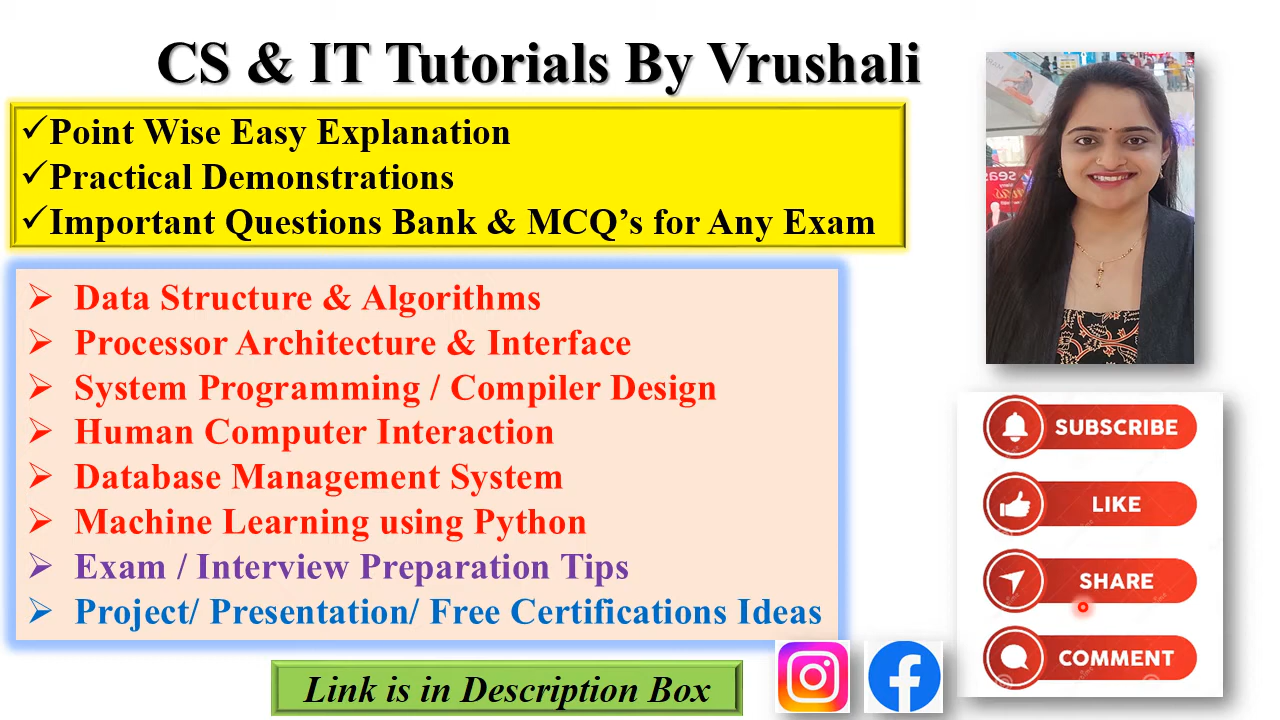 CS & IT Tutorials By Vrushali
✓Point Wise Easy Explanation
✓Practical Demonstrations
✓Important Questions Bank & MCQ’s for Any Exam
➢ Data Structure & Algorithms
➢ Processor Architecture & Interface
➢ System Programming / Compiler Design
➢ Human Computer Interaction
➢ Database Management System
➢ Machine Learning using Python
➢ Exam / Interview Preparation Tips
➢ Project/ Presentation/ Free Certifications Ideas
Link is in Description Box
SUBSCRIBE
LIKE
SHARE
COMMENT